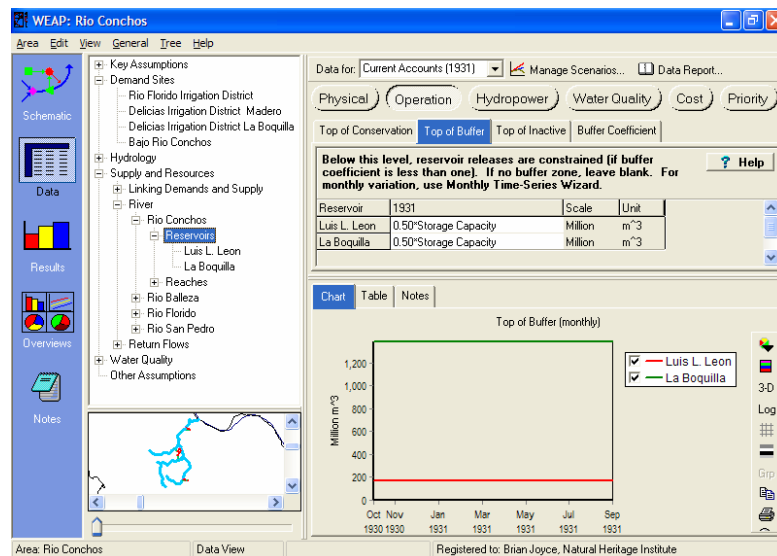 WEAP: Rio Conchos
Area Edit View General Tree Help
Schematic
Data
Results
Overviews
Notes
Key Assumptions
Demand Sites
Rio Florido Irrigation District
Delicias Irrigation District Madero
Delicias Irrigation District La Boquilla
Bajo Rio Conchos
Hydrology
Supply and Resources
Linking Demands and Supply
River
Rio Conchos
Reservoirs
Luis L. Leon
La Boquilla
Reaches
Rio Balleza
Rio Florido
Rio San Pedro
Return Flows
Water Quality
Other Assumptions
Data for: Current Accounts (1931) Manage Scenarios... Data Report...
Physical Operation Hydropower Water Quality Cost Priority
Top of Conservation Top of Buffer Top of Inactive Buffer Coefficient
Below this level, reservoir releases are constrained (if buffer
coefficient is less than one). If no buffer zone, leave blank. For
monthly variation, use Monthly Time-Series Wizard.
? Help
Reservoir 1931 Scale Unit
Luis L. Leon 0.50*Storage Capacity Million m^3
La Boquilla 0.50*Storage Capacity Million m^3
Chart Table Notes
Top of Buffer (monthly)
Million m^3
1,200
1,000
800
600
400
200
0
Oct Nov Jan Mar May Jul Sep
1930 1930 1931 1931 1931 1931 1931
Luis L. Leon
La Boquilla
3-D
Log
Grp
Area: Rio Conchos Data View Registered to: Brian Joyce, Natural Heritage Institute